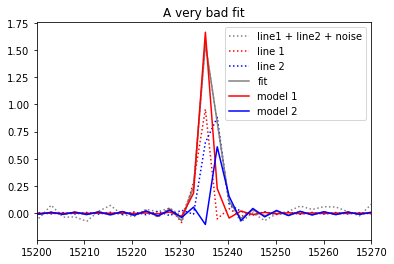 A very bad fit
1.75
1.50
1.25
1.00
0.75
0.50
0.25
0.00
line1 + line2 + noise
line 1
line 2
fit
model 1
model 2
15200 15210 15220 15230 15240 15250 15260 15270